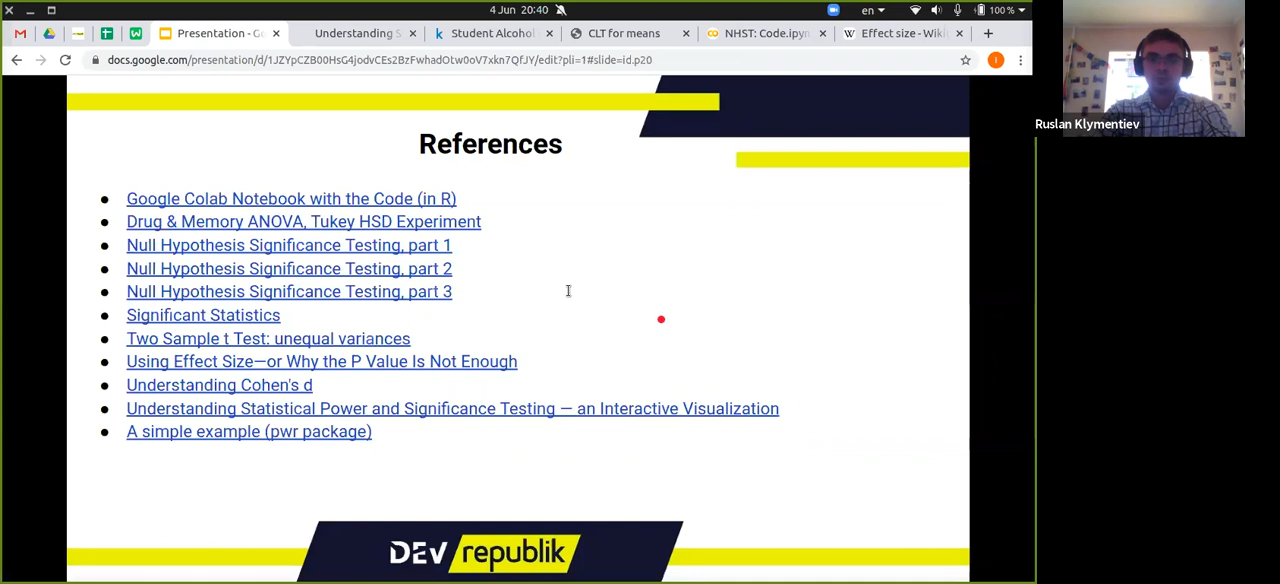 4 Jun 20:40
en
100 %
Presentation - G
Understanding S
Student Alcohol
CLT for means
NHST: Code.ipyn
Effect size - Wiki
docs.google.com/presentation/d/1JZYpCZB00HsG4jodvCEs2BzFwhadOtw0oV7xkn7QfJY/edit?pli=1#slide=id.p20
Ruslan Klymentiev
References
Google Colab Notebook with the Code (in R)
Drug & Memory ANOVA, Tukey HSD Experiment
Null Hypothesis Significance Testing, part 1
Null Hypothesis Significance Testing, part 2
Null Hypothesis Significance Testing, part 3
Significant Statistics
Two Sample t Test: unequal variances
Using Effect Size—or Why the P Value Is Not Enough
Understanding Cohen's d
Understanding Statistical Power and Significance Testing — an Interactive Visualization
A simple example (pwr package)
DEV republik